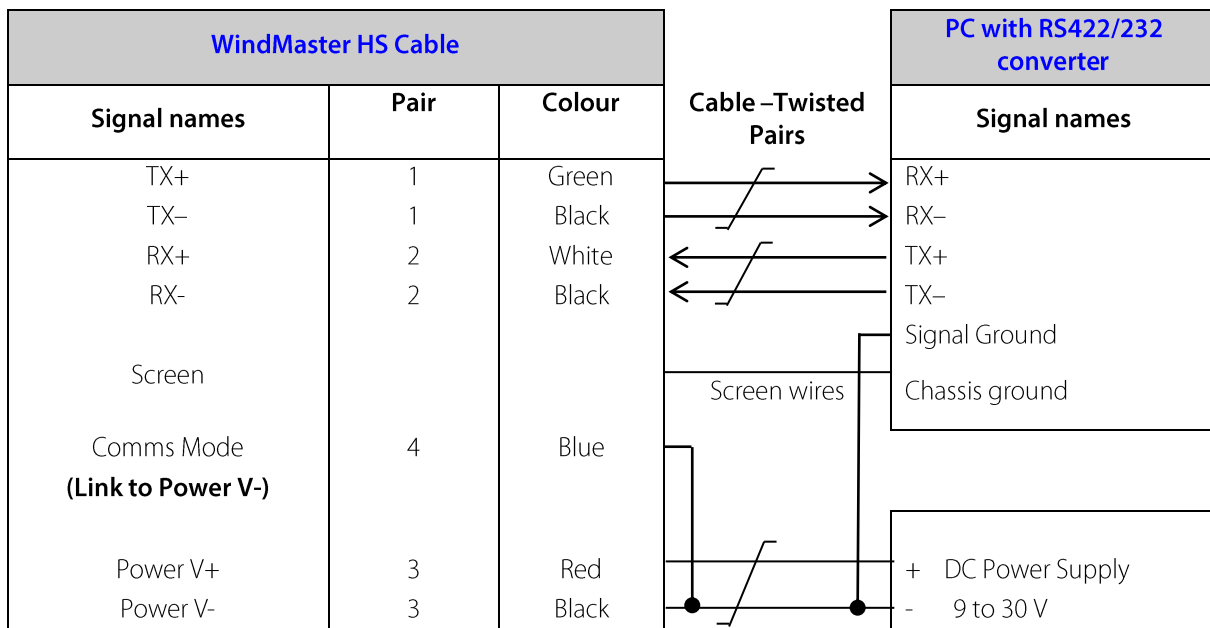 WindMaster HS Cable
PC with RS422/232
converter
Signal names Pair Colour
Cable –Twisted
Pairs
Signal names
TX+ 1 Green RX+
TX– 1 Black RX–
RX+ 2 White TX+
RX- 2 Black TX–
Signal Ground
Screen
Screen wires
Chassis ground
Comms Mode 4 Blue
(Link to Power V-)
Power V+ 3 Red + DC Power Supply
Power V- 3 Black - 9 to 30 V